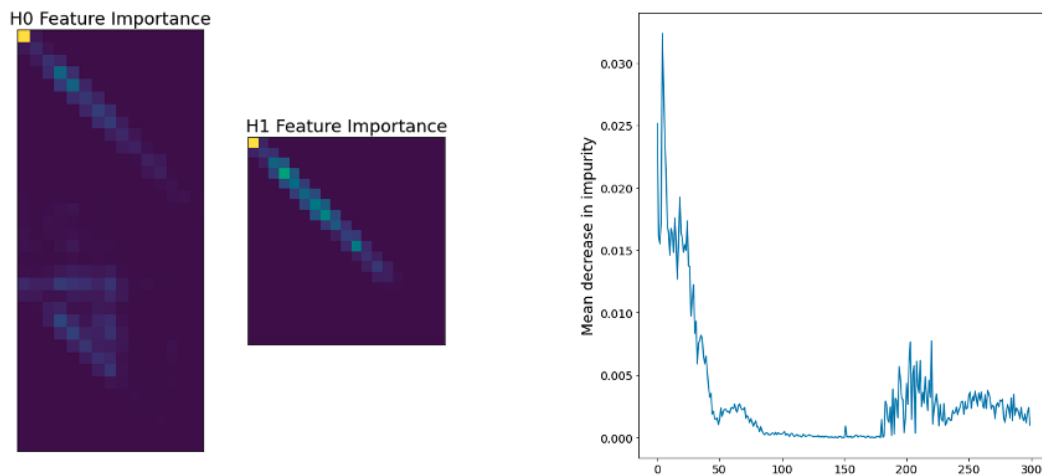 H0 Feature Importance
H1 Feature Importance
Mean decrease in impurity
0.030
0.025
0.020
0.015
0.010
0.005
0.000
0 50 100 150 200 250 300